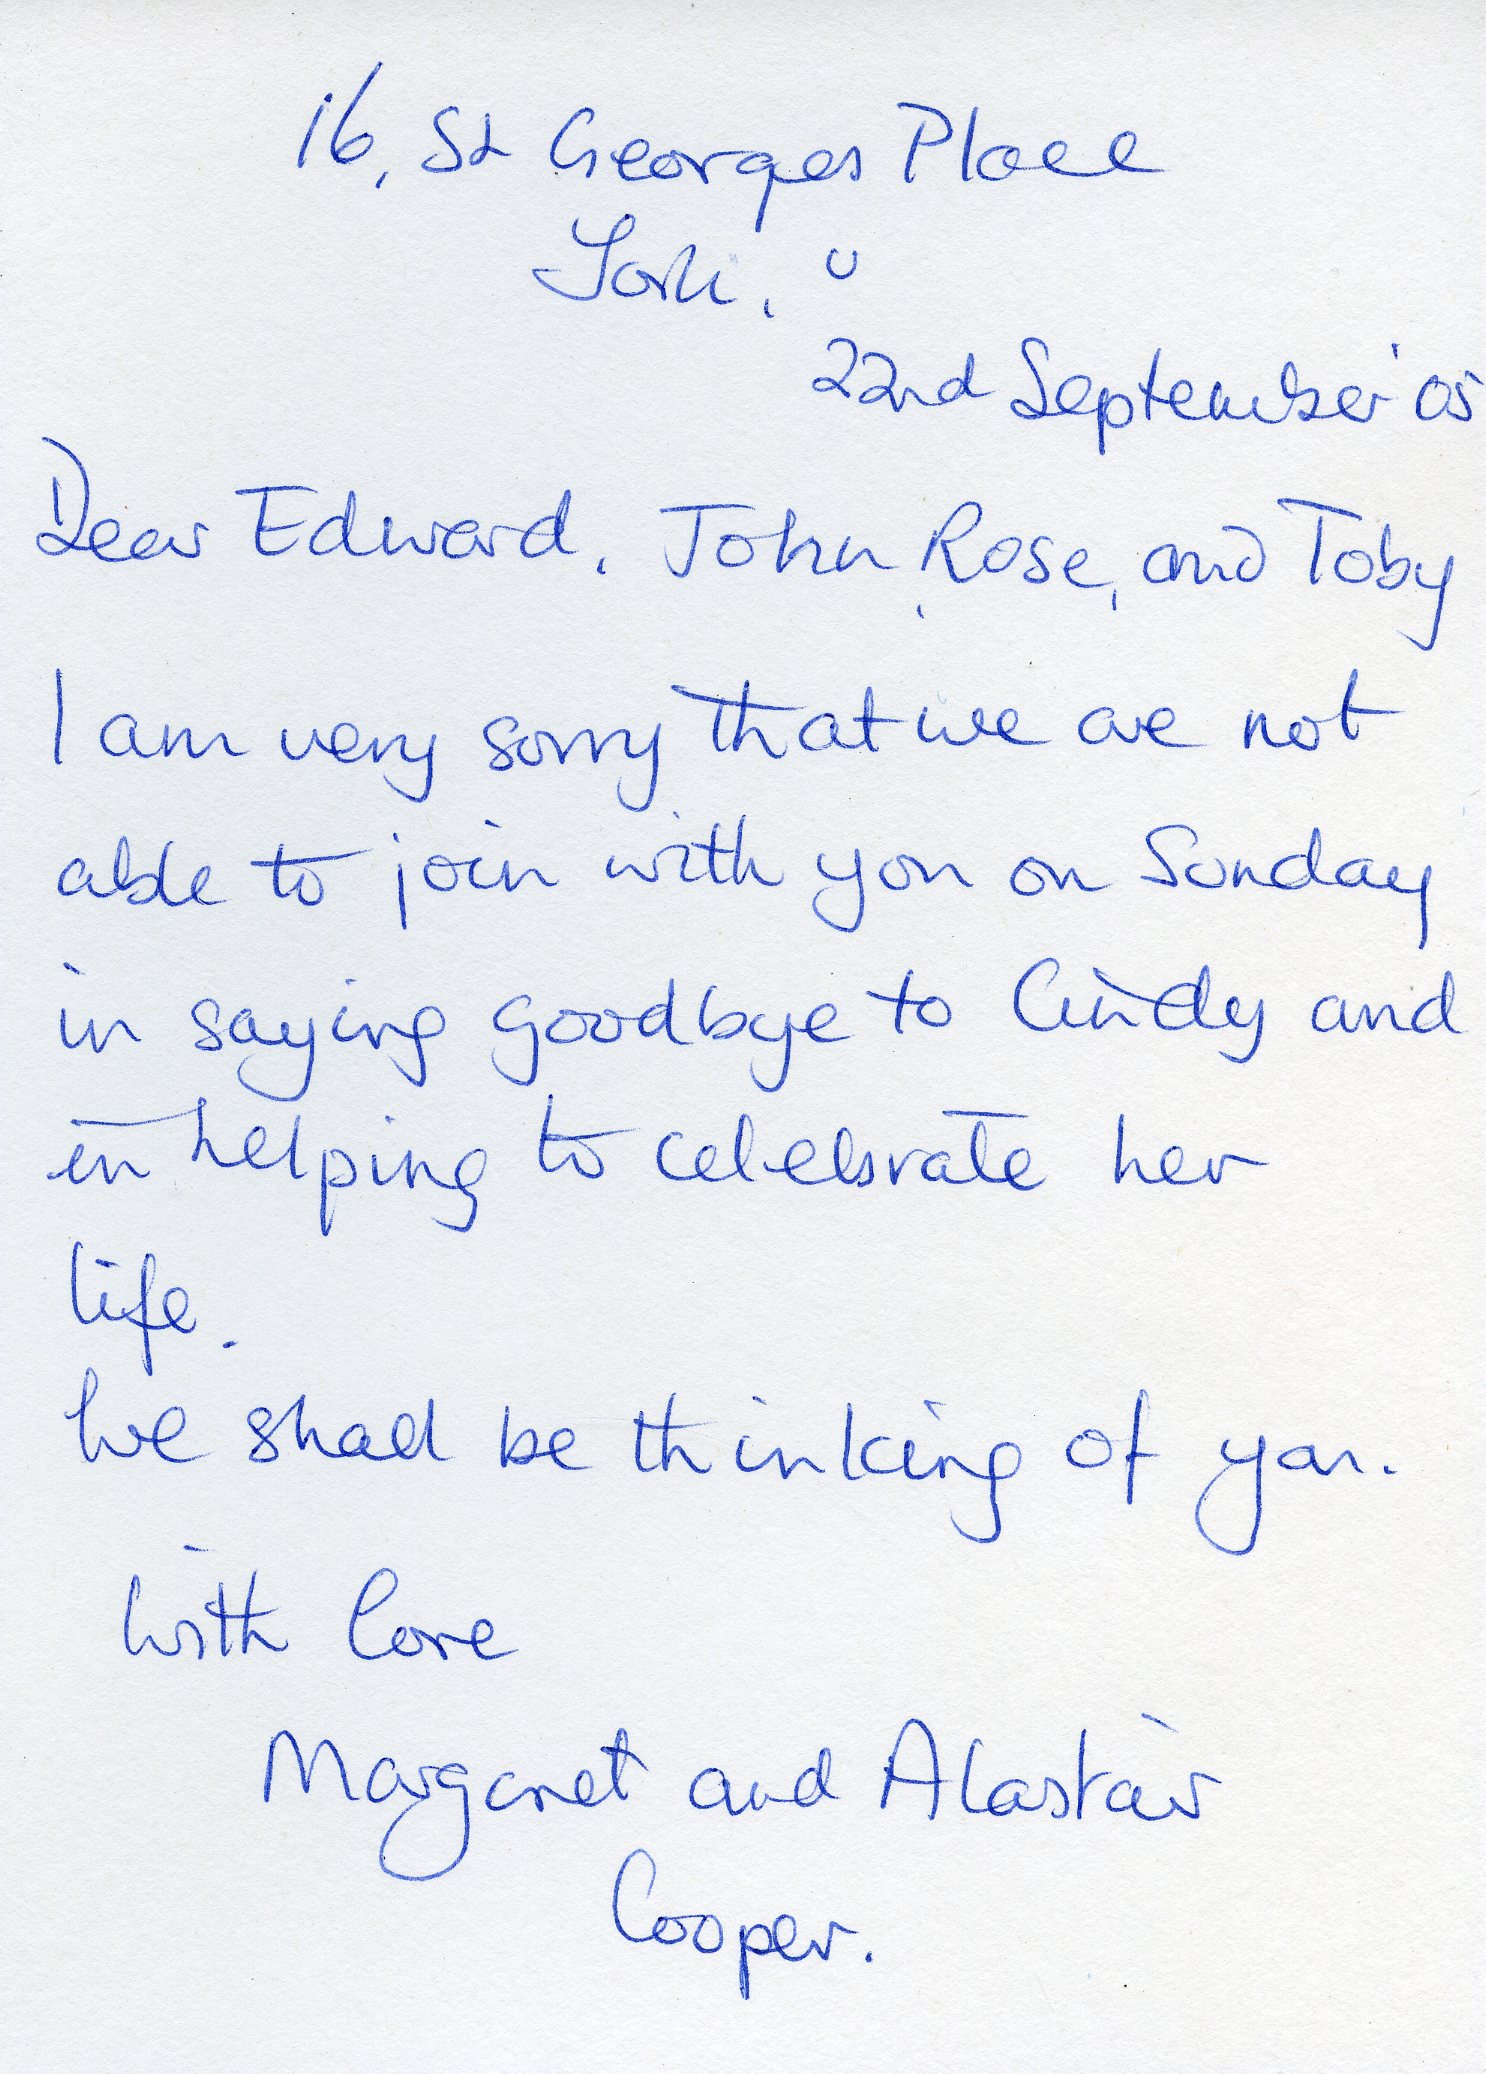 16, St Georges Place
York,
22nd September '05
Dear Edward, John, Rose, and Toby
I am very sorry that we are not
able to join with you on Sunday
in saying goodbye to Cindy and
in helping to celebrate her
life.
We shall be thinking of you.
With love
Margaret and Alastair
Cooper.